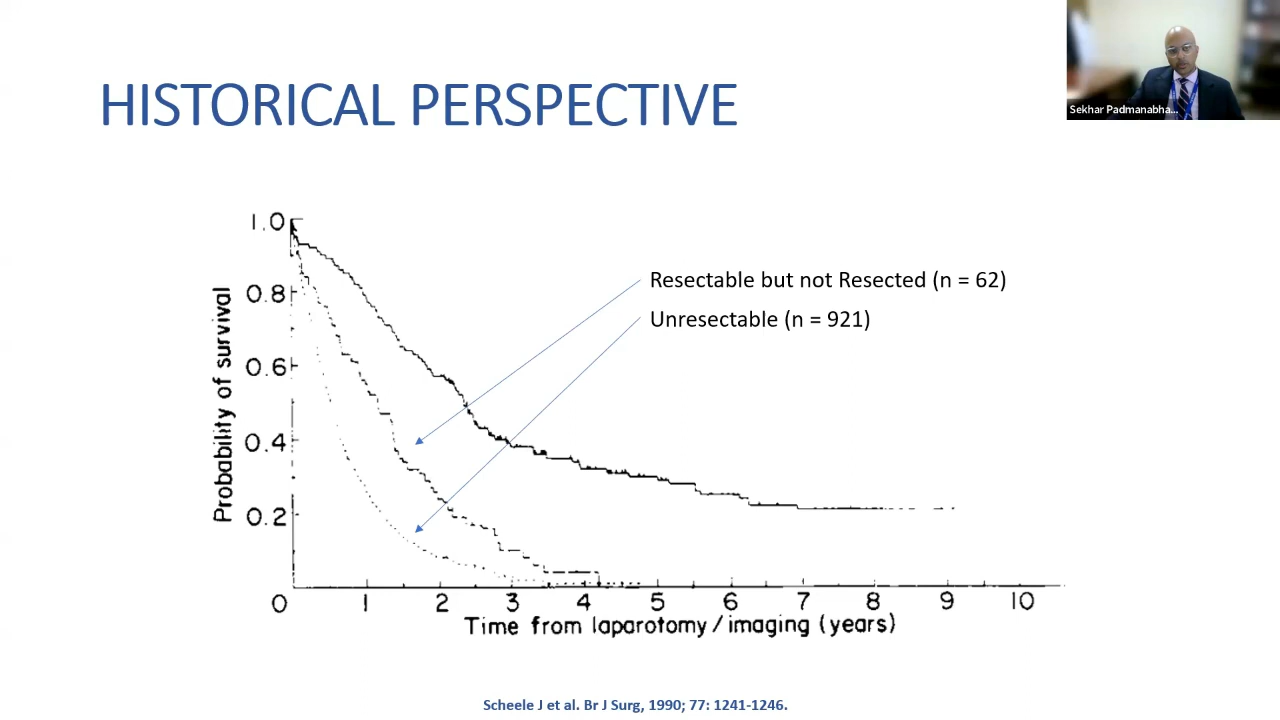 HISTORICAL PERSPECTIVE
Sekhar Padmanabha...
1.0
0.8
0.6
0.4
0.2
Probability of survival
Resectable but not Resected (n = 62)
Unresectable (n = 921)
0 1 2 3 4 5 6 7 8 9 10
Time from laparotomy / imaging (years)
Scheele J et al. Br J Surg, 1990; 77: 1241-1246.